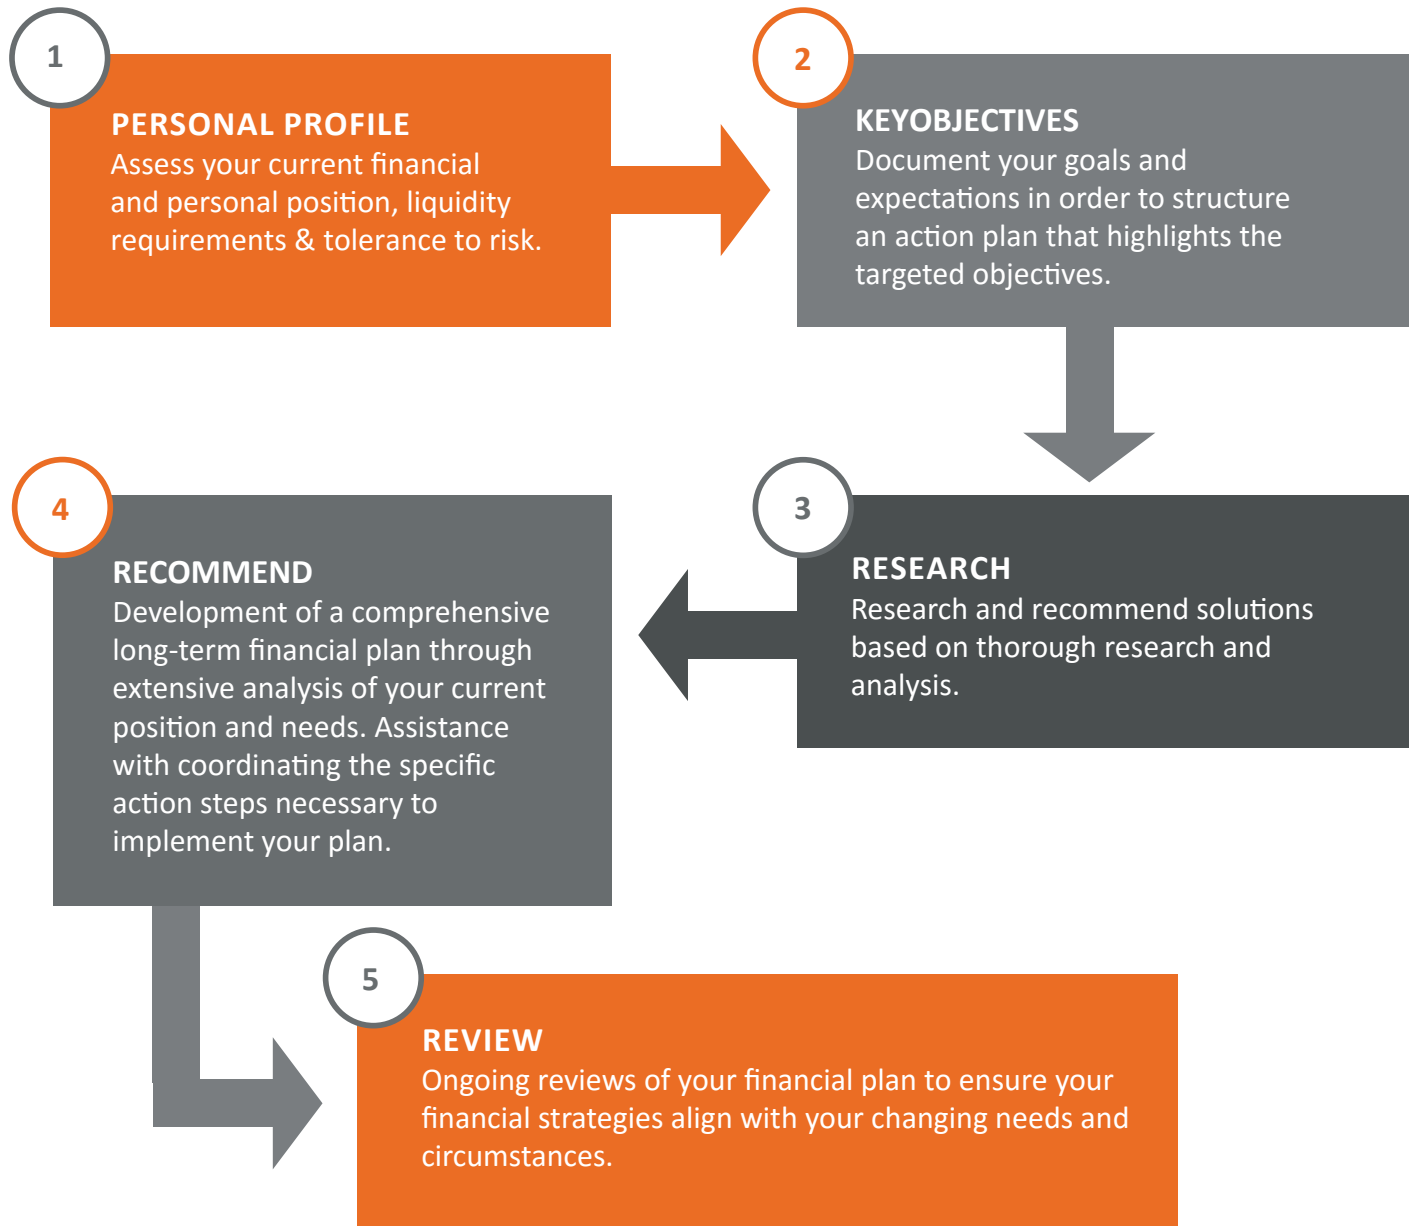 1
PERSONAL PROFILE
Assess your current financial
and personal position, liquidity
requirements & tolerance to risk.
2
KEYOBJECTIVES
Document your goals and
expectations in order to structure
an action plan that highlights the
targeted objectives.
3
RESEARCH
Research and recommend solutions
based on thorough research and
analysis.
4
RECOMMEND
Development of a comprehensive
long-term financial plan through
extensive analysis of your current
position and needs. Assistance
with coordinating the specific
action steps necessary to
implement your plan.
5
REVIEW
Ongoing reviews of your financial plan to ensure your
financial strategies align with your changing needs and
circumstances.